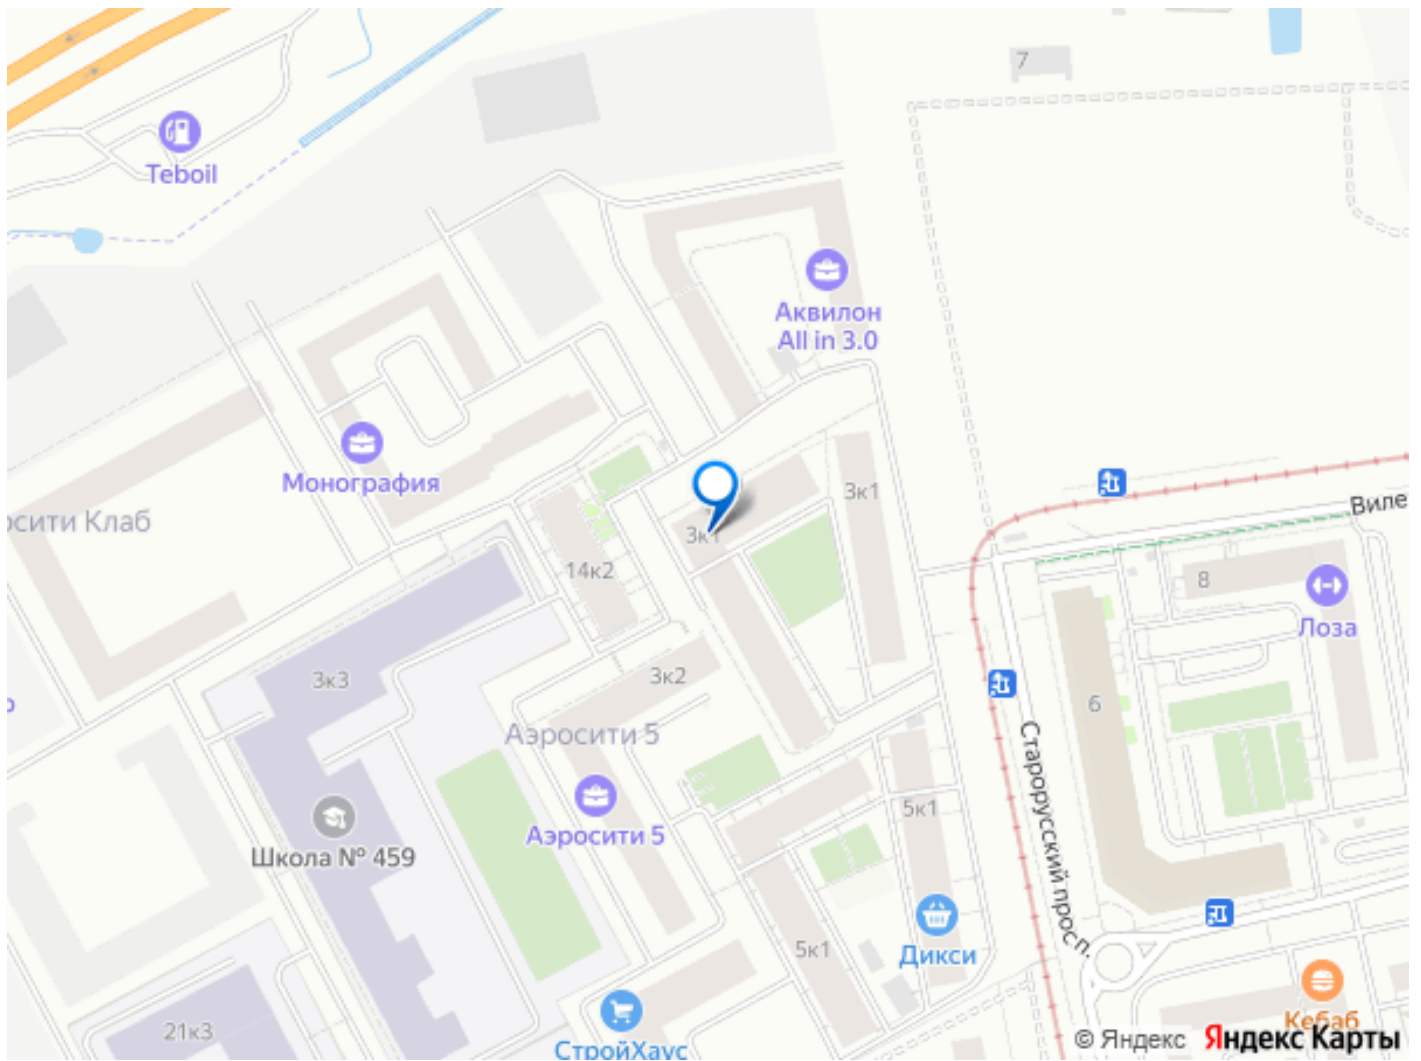 7
Teboil
Аквилон
All in 3.0
Монография
осити Клаб
3к1
3к1
Виле
14к2
8
Лоза
3к3
3к2
6
Аэросити 5
Старорусский просп.
Аэросити 5
5к1
Школа № 459
Дикси
5к1
Кебаб
21к3
СтройХаус
© Яндекс Яндекс Карты